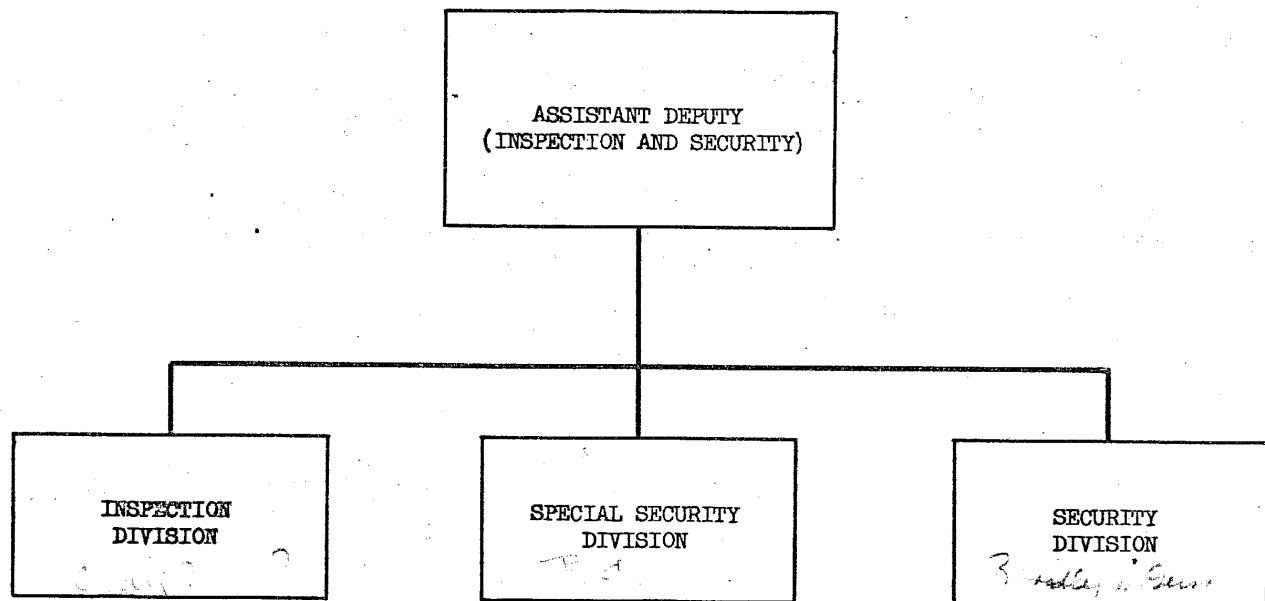 ASSISTANT DEPUTY
(INSPECTION AND SECURITY)
INSPECTION
DIVISION
SPECIAL SECURITY
DIVISION
SECURITY
DIVISION